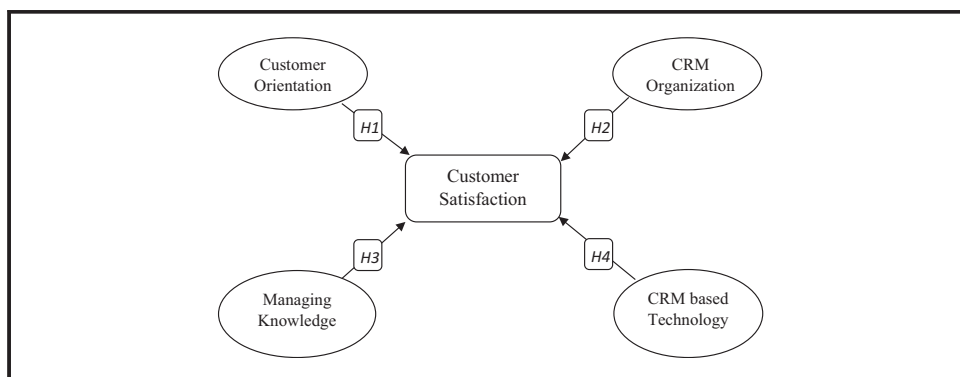 Customer
Orientation
CRM
Organization
H1
H2
Customer
Satisfaction
H3
H4
Managing
Knowledge
CRM based
Technology